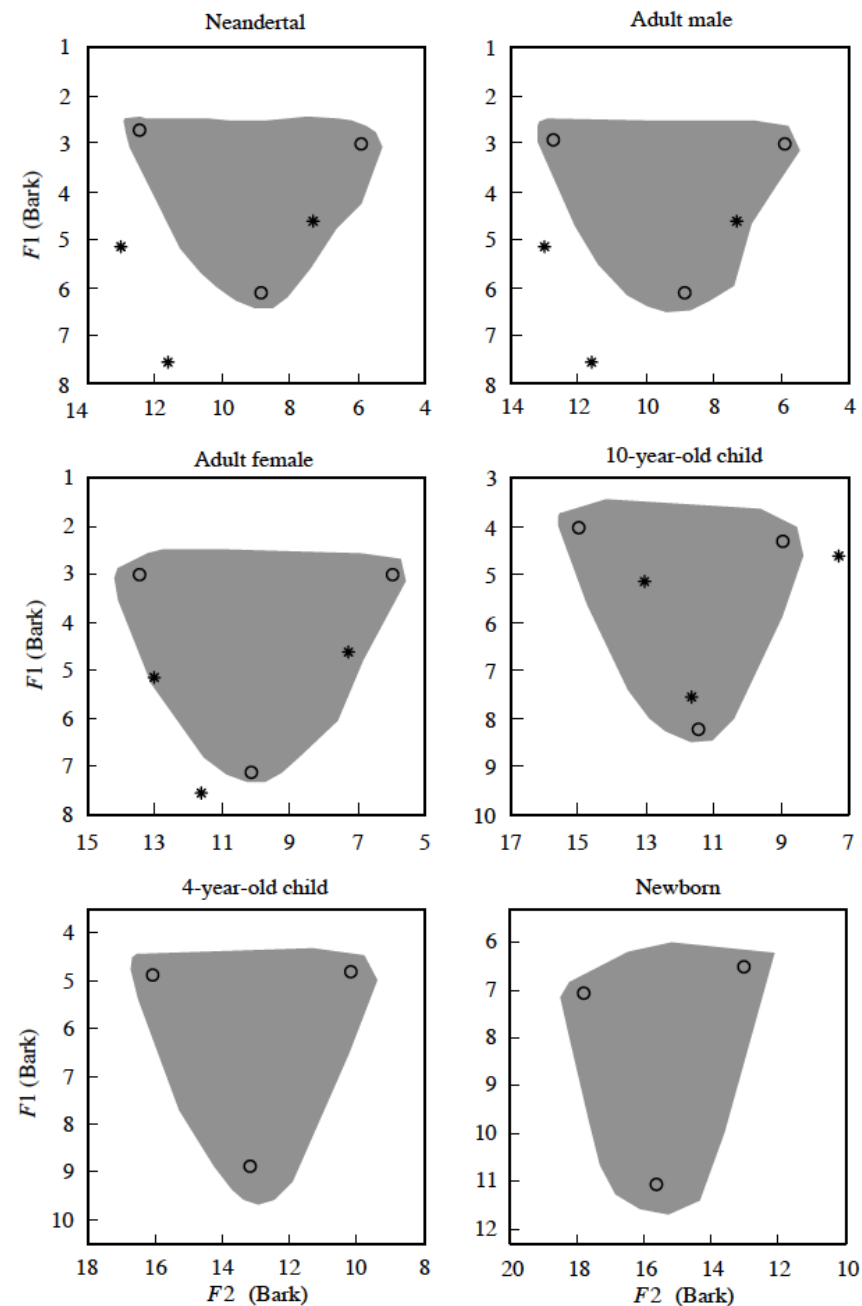 Neandertal
1
2
3
4
5
6
7
8
F1 (Bark)
14 12 10 8 6 4
Adult male
1
2
3
4
5
6
7
8
14 12 10 8 6 4
Adult female
1
2
3
4
5
6
7
8
F1 (Bark)
15 13 11 9 7 5
10-year-old child
3
4
5
6
7
8
9
10
17 15 13 11 9 7
4-year-old child
4
5
6
7
8
9
10
F1 (Bark)
18 16 14 12 10 8
F2 (Bark)
Newborn
6
7
8
9
10
11
12
20 18 16 14 12 10
F2 (Bark)